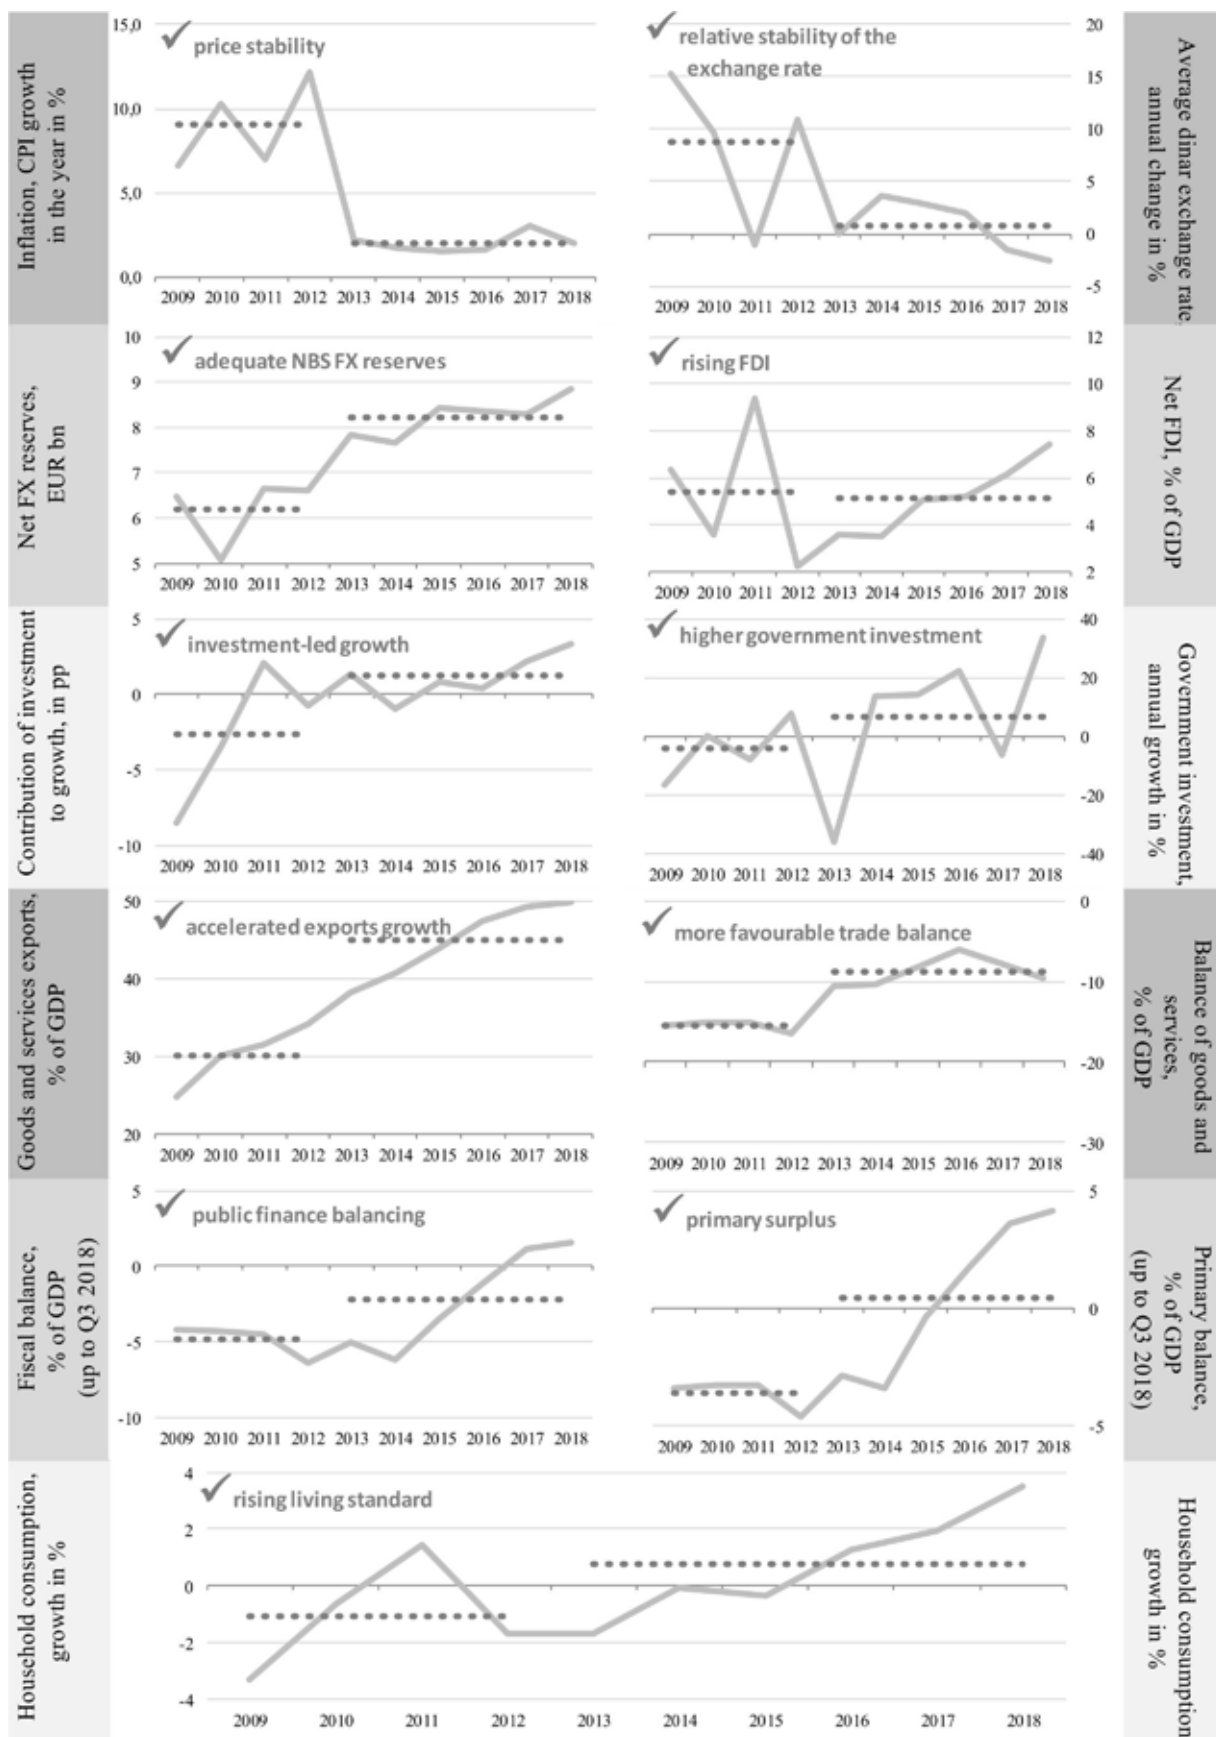 Inflation, CPI growth
in the year in %
15,0
10,0
5,0
0,0
price stability
2009 2010 2011 2012 2013 2014 2015 2016 2017 2018
relative stability of the
exchange rate
20
15
10
5
0
-5
2009 2010 2011 2012 2013 2014 2015 2016 2017 2018
Average dinar exchange rate,
annual change in %
Net FX reserves,
EUR bn
10
9
8
7
6
5
adequate NBS FX reserves
2009 2010 2011 2012 2013 2014 2015 2016 2017 2018
rising FDI
12
10
8
6
4
2
2009 2010 2011 2012 2013 2014 2015 2016 2017 2018
Net FDI, % of GDP
Contribution of investment
to growth, in pp
5
0
-5
-10
investment-led growth
2009 2010 2011 2012 2013 2014 2015 2016 2017 2018
higher government investment
40
20
0
-20
-40
2009 2010 2011 2012 2013 2014 2015 2016 2017 2018
Government investment,
annual growth in %
Goods and services exports,
% of GDP
50
40
30
20
accelerated exports growth
2009 2010 2011 2012 2013 2014 2015 2016 2017 2018
more favourable trade balance
0
-10
-20
-30
2009 2010 2011 2012 2013 2014 2015 2016 2017 2018
Balance of goods and
services,
% of GDP
Fiscal balance,
% of GDP
(up to Q3 2018)
5
0
-5
-10
public finance balancing
2009 2010 2011 2012 2013 2014 2015 2016 2017 2018
primary surplus
5
0
-5
2009 2010 2011 2012 2013 2014 2015 2016 2017 2018
Primary balance,
% of GDP
(up to Q3 2018)
Household consumption,
growth in %
4
2
0
-2
-4
rising living standard
2009 2010 2011 2012 2013 2014 2015 2016 2017 2018
Household consumption
growth in %